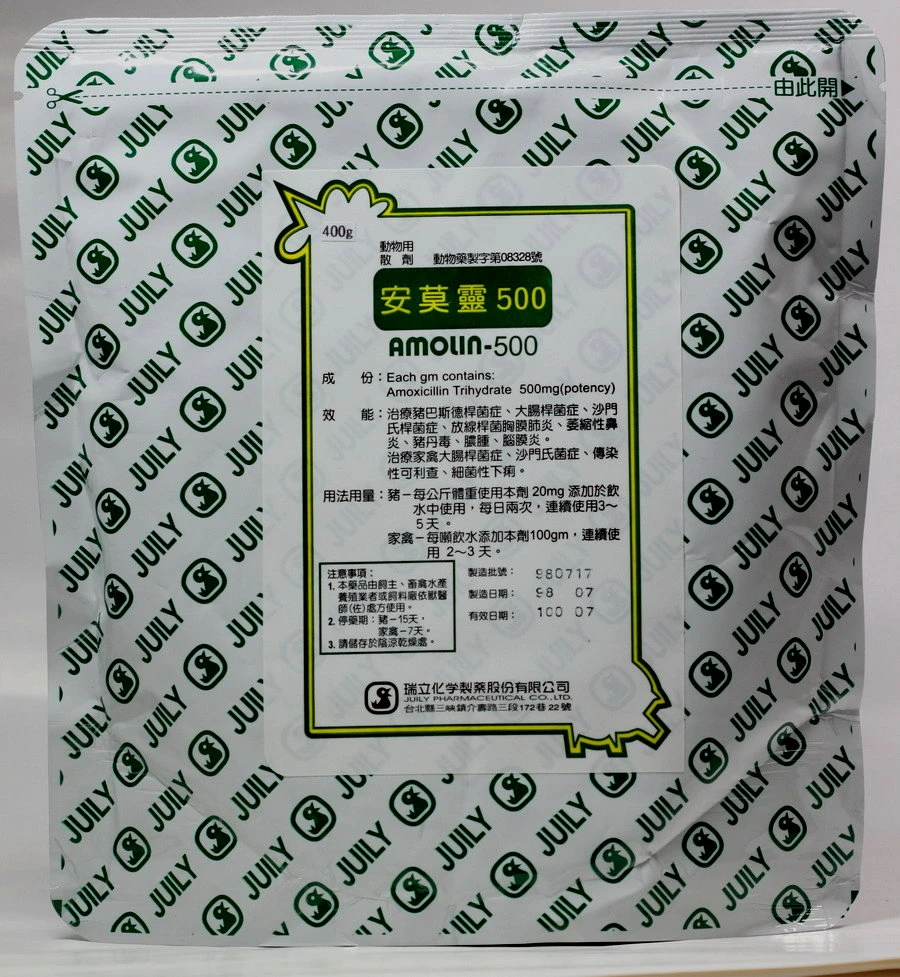 由此開
JUILY
400g
動物用
散 劑 動物藥製字第08328號
安莫靈 500
AMOLIN-500
成 份：Each gm contains:
Amoxicillin Trihydrate 500mg(potency)
效 能：治療豬巴斯德桿菌症、大腸桿菌症、沙門
氏桿菌症、放線桿菌胸膜肺炎、萎縮性鼻
炎、豬丹毒、膿腫、腦膜炎。
治療家禽大腸桿菌症、沙門氏菌症、傳染
性可利查、細菌性下痢。
用法用量：豬－每公斤體重使用本劑 20mg 添加於飲
水中使用，每日兩次，連續使用3～
5天。
家禽－每噸飲水添加本劑100gm，連續使
用 2～3 天。
注意事項：
1. 本藥品由飼主、畜禽水產
養殖業者或飼料廠依獸醫
師(佐)處方使用。
2. 停藥期：豬－15天，
家禽－7天。
3. 請儲存於陰涼乾燥處。
製造批號： 980717
製造日期： 98 07
有效日期： 100 07
瑞立化学製薬股份有限公司
JUILY PHARMACEUTICAL CO., LTD.
台北縣三峽鎮介壽路三段172巷22號